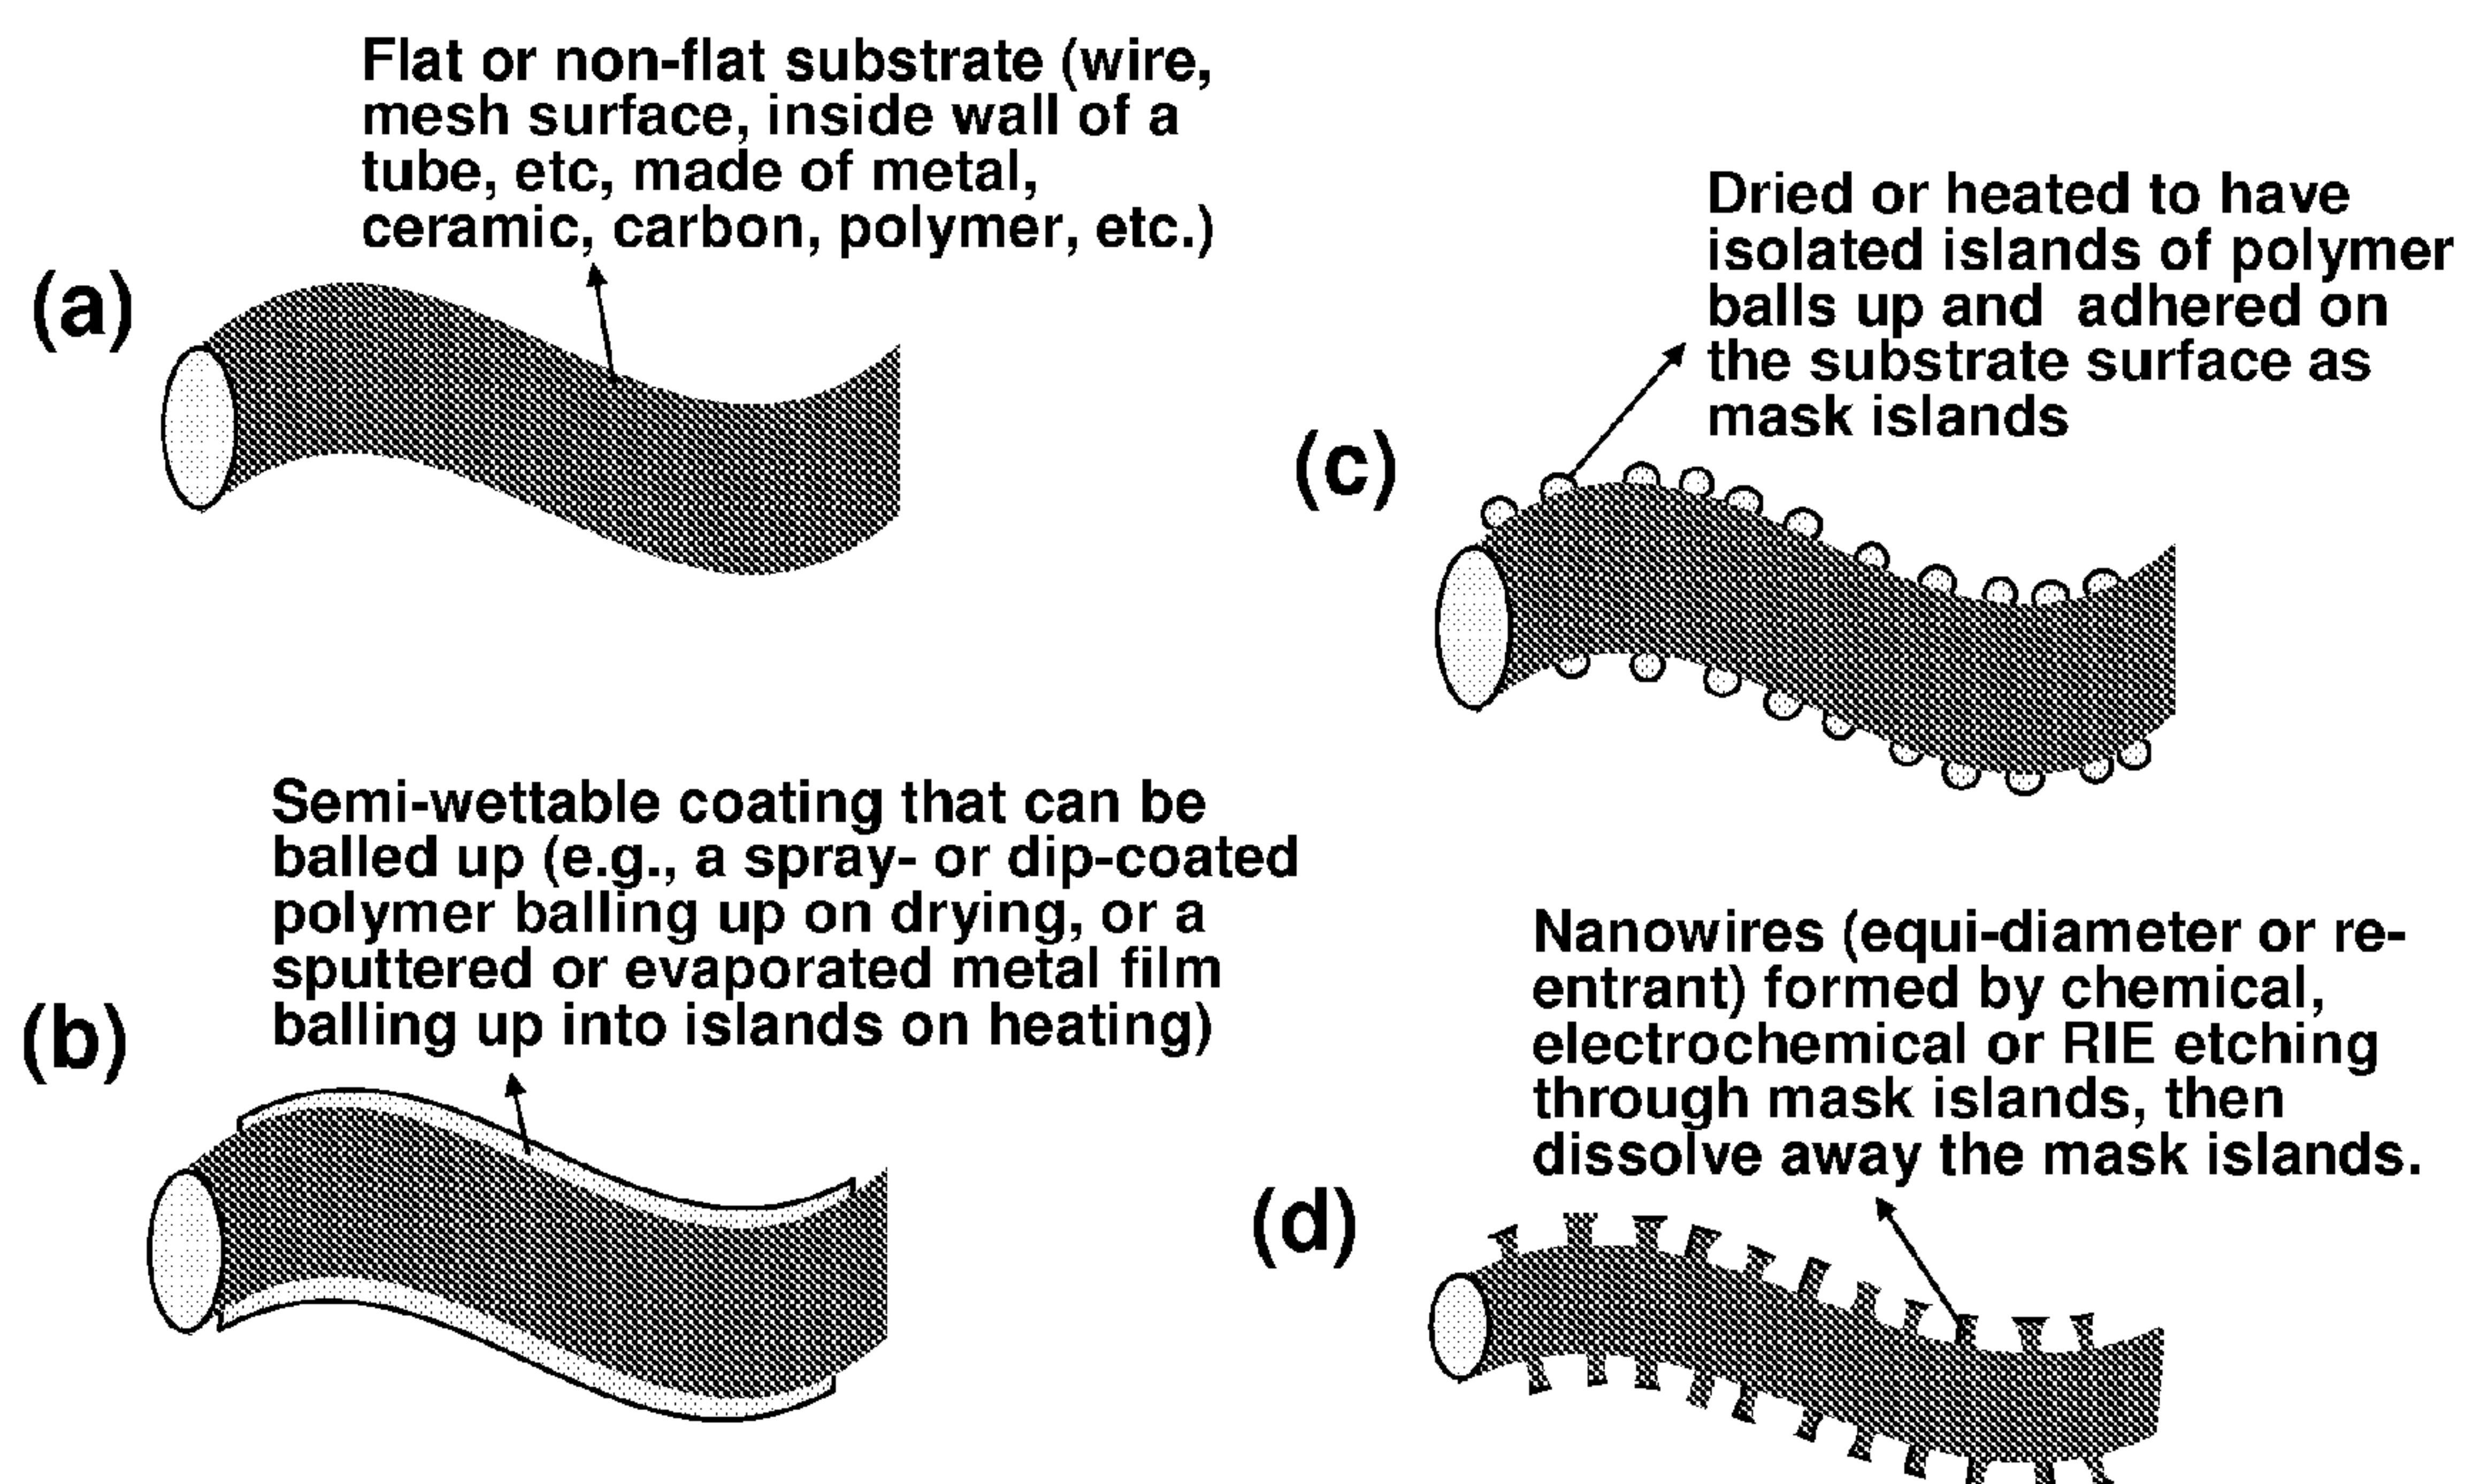 (a)
Flat or non-flat substrate (wire,
mesh surface, inside wall of a
tube, etc, made of metal,
ceramic, carbon, polymer, etc.)
(b)
Semi-wettable coating that can be
balled up (e.g., a spray- or dip-coated
polymer balling up on drying, or a
sputtered or evaporated metal film
balling up into islands on heating)
(c)
Dried or heated to have
isolated islands of polymer
balls up and  adhered on
the substrate surface as
mask islands
(d)
Nanowires (equi-diameter or re-
entrant) formed by chemical,
electrochemical or RIE etching
through mask islands, then
dissolve away the mask islands.